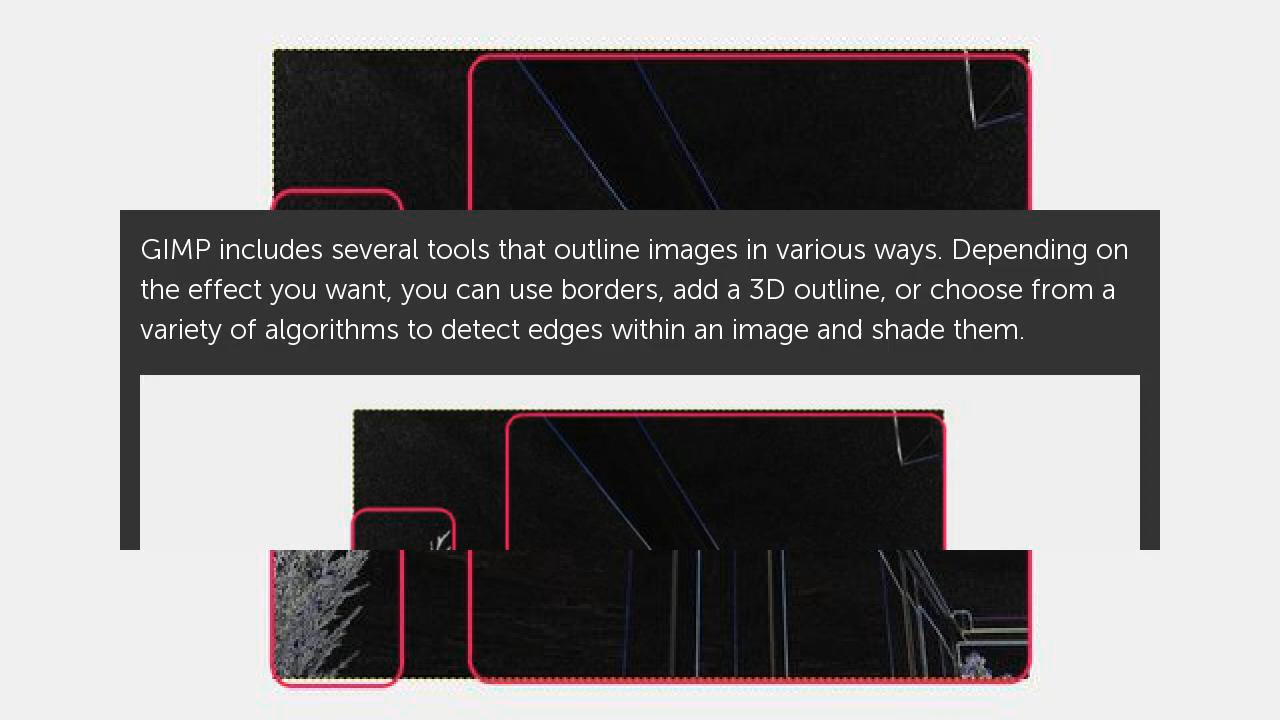 GIMP includes several tools that outline images in various ways. Depending on
the effect you want, you can use borders, add a 3D outline, or choose from a
variety of algorithms to detect edges within an image and shade them.